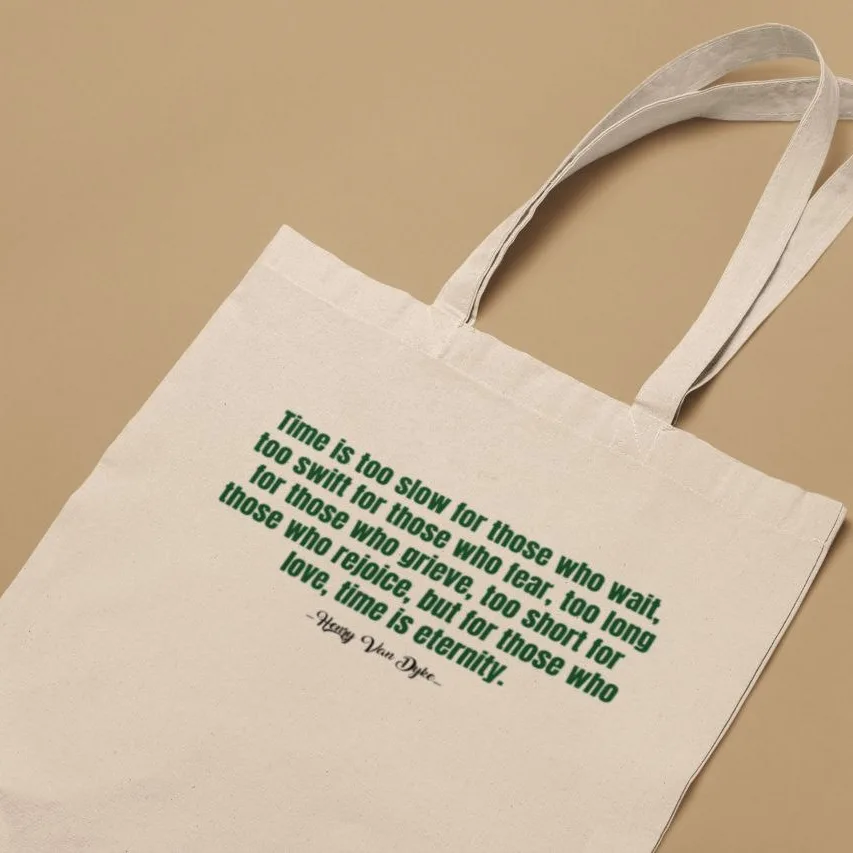 Time is too slow for those who wait,
too swift for those who fear, too long
for those who grieve, too short for
those who rejoice, but for those who
love, time is eternity.
-Henry Van Dyke_